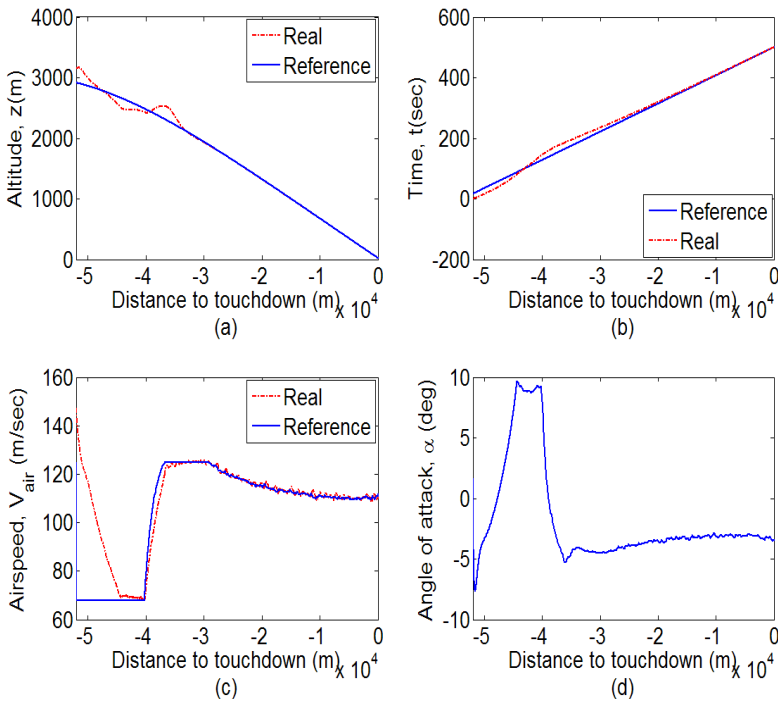 Altitude, z(m)
4000
3000
2000
1000
0
Real
Reference
-5 -4 -3 -2 -1 0
Distance to touchdown (m) x 10^4
(a)
Time, t(sec)
600
400
200
0
-200
Reference
Real
-5 -4 -3 -2 -1 0
Distance to touchdown (m) x 10^4
(b)
Airspeed, V_air (m/sec)
160
140
120
100
80
60
Real
Reference
-5 -4 -3 -2 -1 0
Distance to touchdown (m) x 10^4
(c)
Angle of attack, α (deg)
10
5
0
-5
-10
-5 -4 -3 -2 -1 0
Distance to touchdown (m) x 10^4
(d)